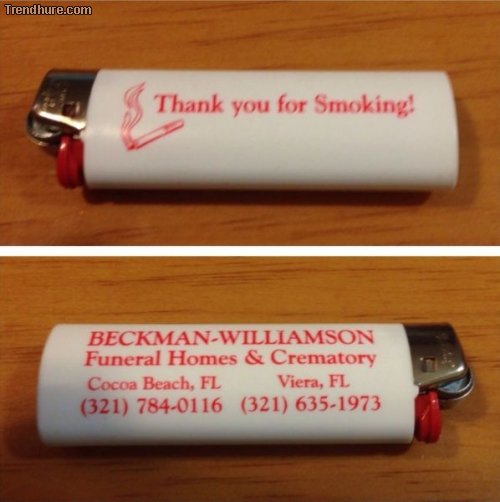 Trendhure.com
Thank you for Smoking!
BECKMAN-WILLIAMSON
Funeral Homes & Crematory
Cocoa Beach, FL Viera, FL
(321) 784-0116 (321) 635-1973